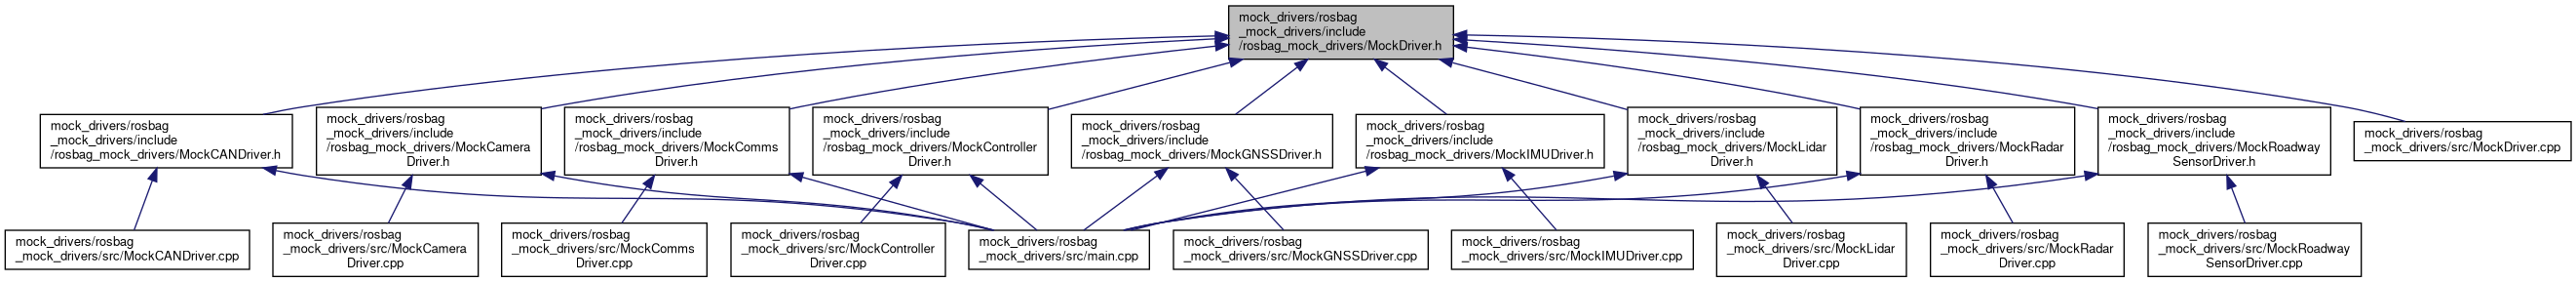 mock_drivers/rosbag
_mock_drivers/include
/rosbag_mock_drivers/MockDriver.h
mock_drivers/rosbag
_mock_drivers/include
/rosbag_mock_drivers/MockCANDriver.h
mock_drivers/rosbag
_mock_drivers/include
/rosbag_mock_drivers/MockCamera
Driver.h
mock_drivers/rosbag
_mock_drivers/include
/rosbag_mock_drivers/MockComms
Driver.h
mock_drivers/rosbag
_mock_drivers/include
/rosbag_mock_drivers/MockController
Driver.h
mock_drivers/rosbag
_mock_drivers/include
/rosbag_mock_drivers/MockGNSSDriver.h
mock_drivers/rosbag
_mock_drivers/include
/rosbag_mock_drivers/MockIMUDriver.h
mock_drivers/rosbag
_mock_drivers/include
/rosbag_mock_drivers/MockLidar
Driver.h
mock_drivers/rosbag
_mock_drivers/include
/rosbag_mock_drivers/MockRadar
Driver.h
mock_drivers/rosbag
_mock_drivers/include
/rosbag_mock_drivers/MockRoadway
SensorDriver.h
mock_drivers/rosbag
_mock_drivers/src/MockDriver.cpp
mock_drivers/rosbag
_mock_drivers/src/MockCANDriver.cpp
mock_drivers/rosbag
_mock_drivers/src/MockCamera
Driver.cpp
mock_drivers/rosbag
_mock_drivers/src/MockComms
Driver.cpp
mock_drivers/rosbag
_mock_drivers/src/MockController
Driver.cpp
mock_drivers/rosbag
_mock_drivers/src/main.cpp
mock_drivers/rosbag
_mock_drivers/src/MockGNSSDriver.cpp
mock_drivers/rosbag
_mock_drivers/src/MockIMUDriver.cpp
mock_drivers/rosbag
_mock_drivers/src/MockLidar
Driver.cpp
mock_drivers/rosbag
_mock_drivers/src/MockRadar
Driver.cpp
mock_drivers/rosbag
_mock_drivers/src/MockRoadway
SensorDriver.cpp